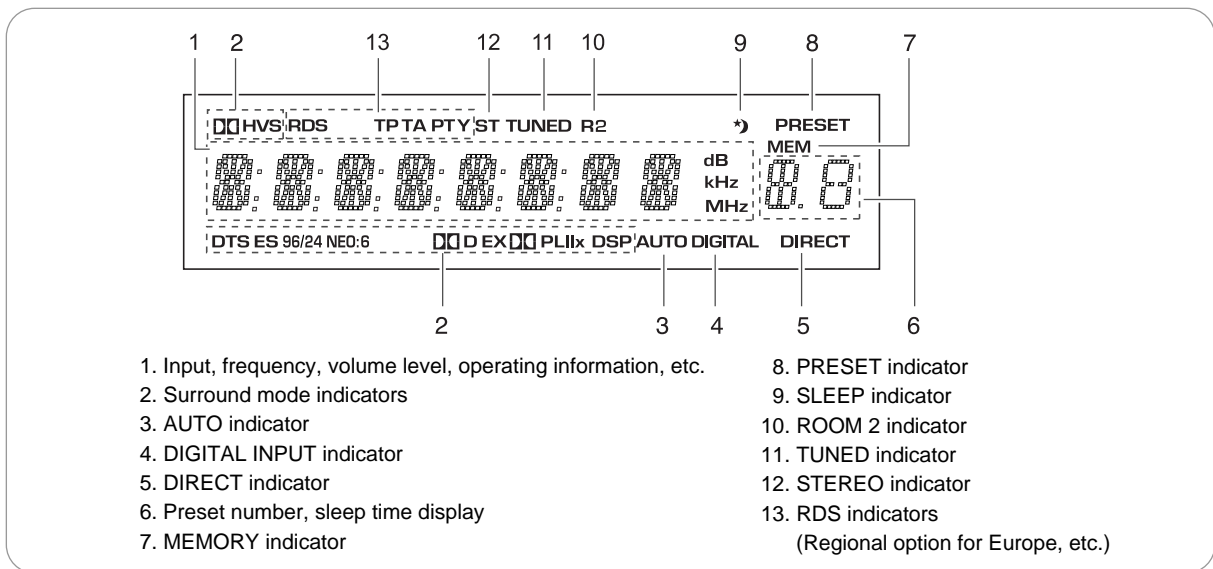 1 2 13 12 11 10 9 8 7
HVS RDS TP TA PTY ST TUNED R2 PRESET
MEM
dB
kHz
MHz
DTS ES 96/24 NEO:6 D EX PLIIx DSP AUTO DIGITAL DIRECT
2 3 4 5 6
1. Input, frequency, volume level, operating information, etc.
2. Surround mode indicators
3. AUTO indicator
4. DIGITAL INPUT indicator
5. DIRECT indicator
6. Preset number, sleep time display
7. MEMORY indicator
8. PRESET indicator
9. SLEEP indicator
10. ROOM 2 indicator
11. TUNED indicator
12. STEREO indicator
13. RDS indicators
(Regional option for Europe, etc.)